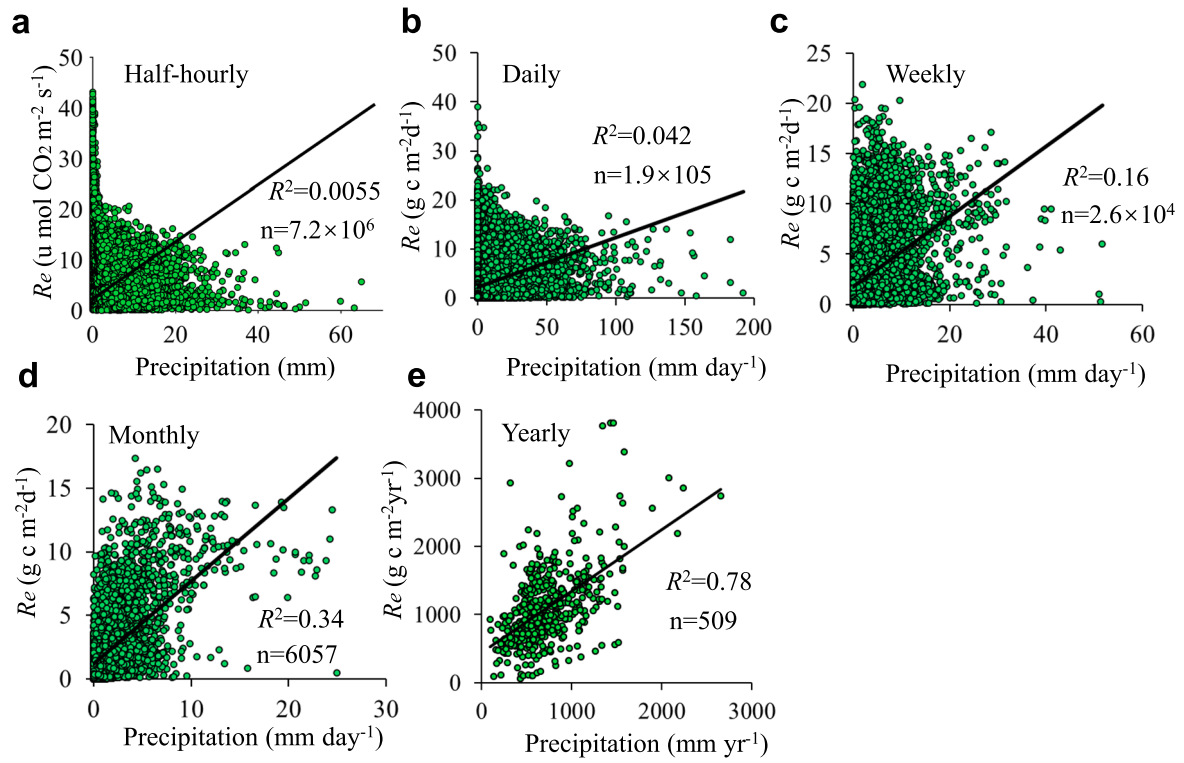 a
Half-hourly
50
40
30
20
10
0
0 20 40 60
Re (u mol CO2 m-2 s-1)
R2=0.0055
n=7.2×106
Precipitation (mm)
b
Daily
50
40
30
20
10
0
0 50 100 150 200
Re (g c m-2d-1)
R2=0.042
n=1.9×105
Precipitation (mm day-1)
c
Weekly
25
20
15
10
5
0
0 20 40 60
Re (g c m-2d-1)
R2=0.16
n=2.6×104
Precipitation (mm day-1)
d
Monthly
20
15
10
5
0
0 10 20 30
Re (g c m-2d-1)
R2=0.34
n=6057
Precipitation (mm day-1)
e
Yearly
4000
3000
2000
1000
0
0 1000 2000 3000
Re (g c m-2yr-1)
R2=0.78
n=509
Precipitation (mm yr-1)